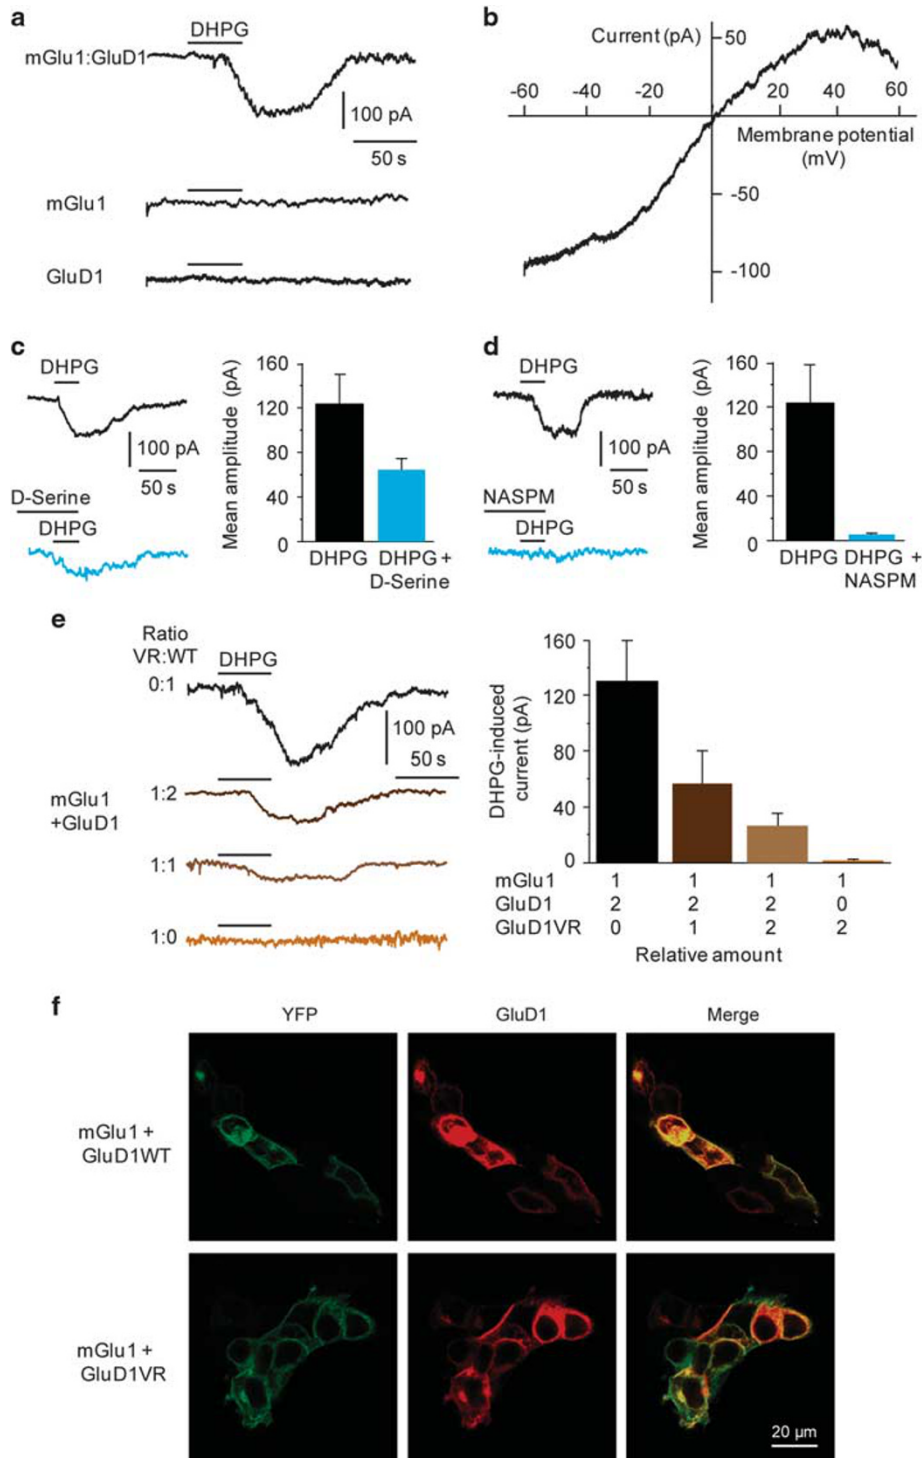 a
DHPG
mGlu1:GluD1
100 pA
50 s
mGlu1
GluD1
b
Current (pA)
50
-60 -40 -20 20 40 60
Membrane potential
(mV)
-50
-100
c
DHPG
100 pA
50 s
D-Serine
DHPG
Mean amplitude (pA)
160
120
80
40
0
DHPG DHPG +
D-Serine
d
DHPG
100 pA
50 s
NASPM
DHPG
Mean amplitude (pA)
160
120
80
40
0
DHPG DHPG +
NASPM
e
Ratio
VR:WT
DHPG
0:1
100 pA
50 s
mGlu1
+GluD1
1:2
1:1
1:0
DHPG-induced
current (pA)
160
120
80
40
0
mGlu1 1 1 1 1
GluD1 2 2 2 0
GluD1VR 0 1 2 2
Relative amount
f
YFP GluD1 Merge
mGlu1 +
GluD1WT
mGlu1 +
GluD1VR
20 µm